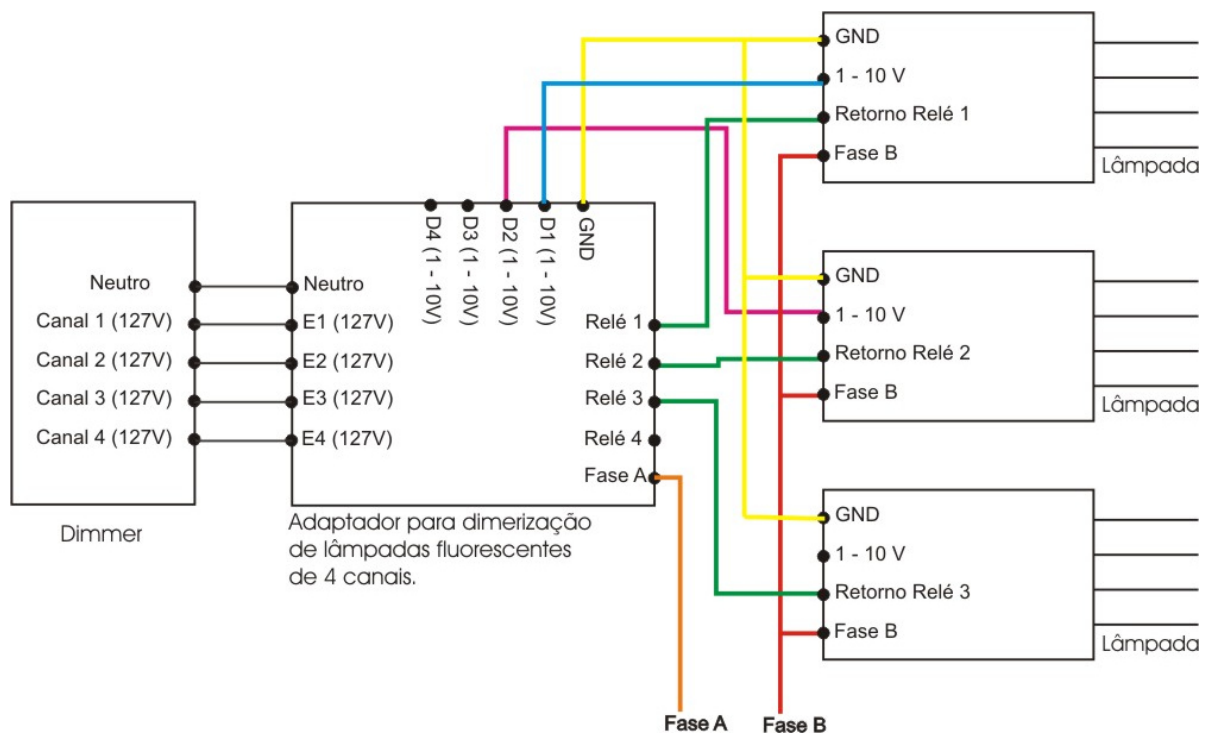 Neutro
Canal 1 (127V)
Canal 2 (127V)
Canal 3 (127V)
Canal 4 (127V)
Dimmer
D4 (1 - 10V)
D3 (1 - 10V)
D2 (1 - 10V)
D1 (1 - 10V)
GND
Neutro
E1 (127V)
E2 (127V)
E3 (127V)
E4 (127V)
Relé 1
Relé 2
Relé 3
Relé 4
Fase A
Adaptador para dimerização
de lâmpadas fluorescentes
de 4 canais.
GND
1 - 10 V
Retorno Relé 1
Fase B
Lâmpada
GND
1 - 10 V
Retorno Relé 2
Fase B
Lâmpada
GND
1 - 10 V
Retorno Relé 3
Fase B
Lâmpada
Fase A
Fase B